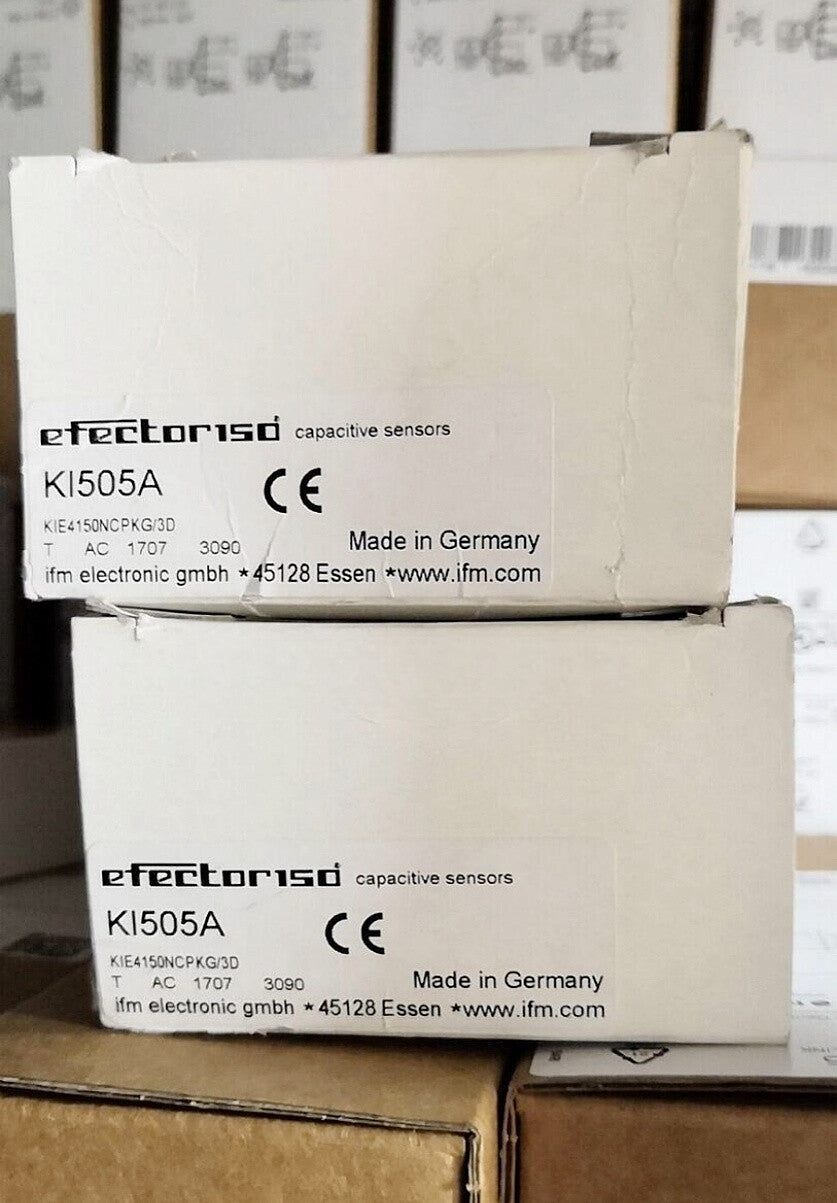 efector150 capacitive sensors
KI505A CE
KIE4150NCPKG/3D
T AC 1707 3090 Made in Germany
ifm electronic gmbh *45128 Essen *www.ifm.com
efector150 capacitive sensors
KI505A CE
KIE4150NCPKG/3D
T AC 1707 3090 Made in Germany
ifm electronic gmbh *45128 Essen *www.ifm.com